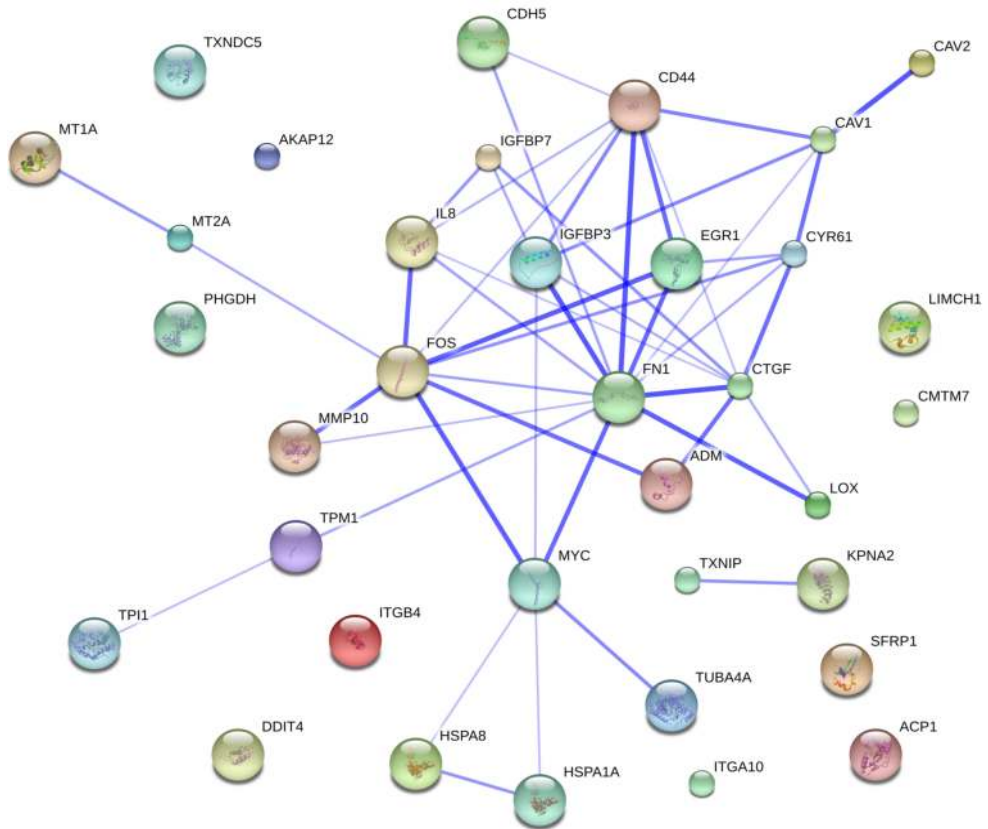 CDH5
TXNDC5
CAV2
CD44
MT1A
CAV1
AKAP12
IGFBP7
MT2A
IL8
IGFBP3
EGR1
CYR61
PHGDH
LIMCH1
FOS
FN1
CTGF
CMTM7
MMP10
ADM
LOX
TPM1
MYC
TXNIP
KPNA2
TPI1
ITGB4
SFRP1
TUBA4A
DDIT4
HSPA8
ACP1
HSPA1A
ITGA10